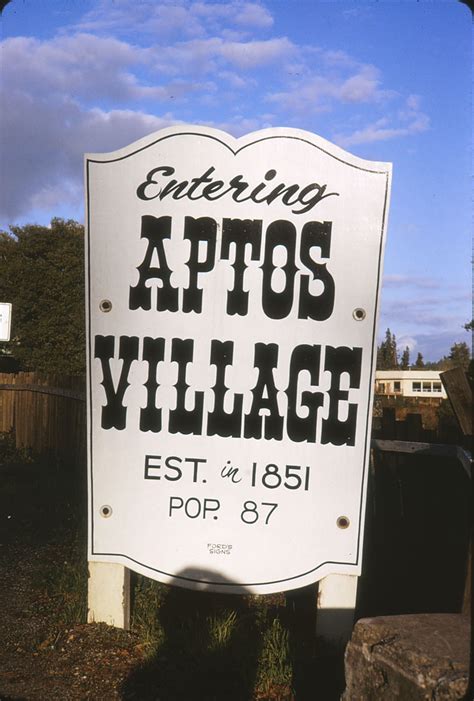 Entering
APTOS
VILLAGE
EST. in 1851
POP. 87
FORD'S
SIGNS